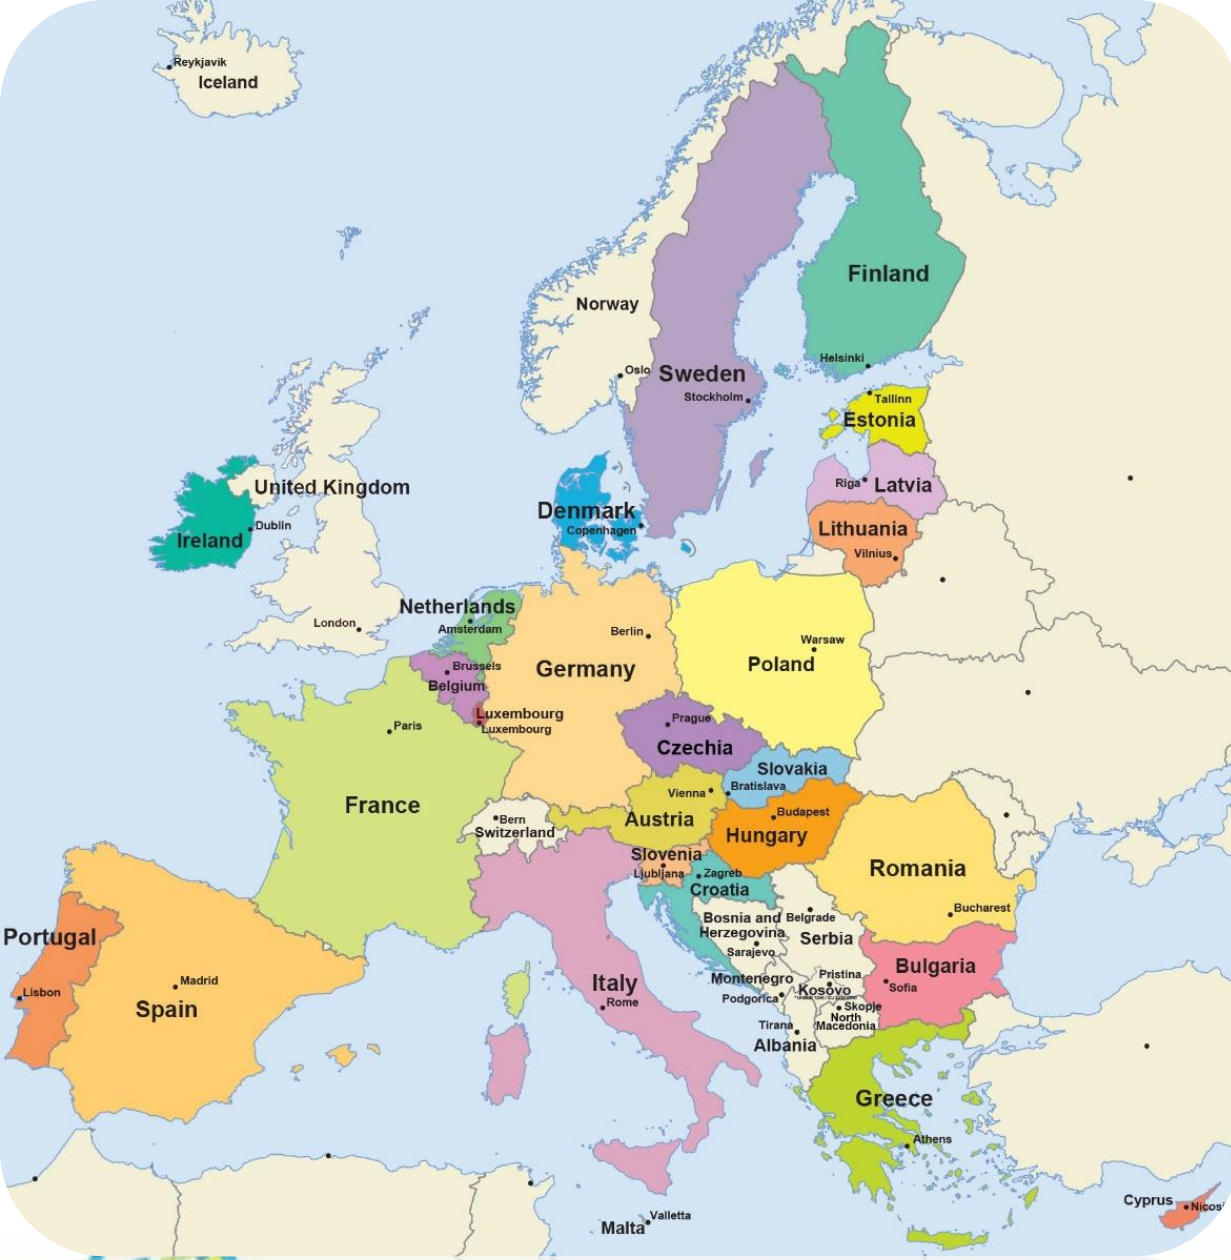 Reykjavik
Iceland
Finland
Norway
Helsinki
Oslo
Sweden
Stockholm
Tallinn
Estonia
Riga
Latvia
United Kingdom
Denmark
Copenhagen
Dublin
Ireland
Lithuania
Vilnius
Netherlands
Amsterdam
London
Berlin
Warsaw
Poland
Germany
Brussels
Belgium
Luxembourg
Luxembourg
Paris
Prague
Czechia
Slovakia
Bratislava
Vienna
France
Austria
Bern
Switzerland
Budapest
Hungary
Slovenia
Ljubljana
Zagreb
Croatia
Romania
Bucharest
Bosnia and
Herzegovina
Sarajevo
Belgrade
Serbia
Portugal
Lisbon
Madrid
Spain
Italy
Rome
Montenegro
Podgorica
Pristina
Kosovo
Bulgaria
Sofia
Skopje
North
Macedonia
Tirana
Albania
Greece
Athens
Cyprus
Nicos
Valletta
Malta